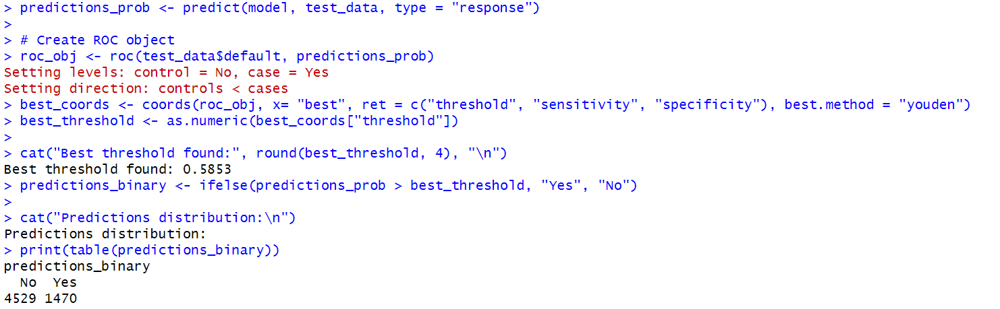 > predictions_prob <- predict(model, test_data, type = "response")
>
> # Create ROC object
> roc_obj <- roc(test_data$default, predictions_prob)
Setting levels: control = No, case = Yes
Setting direction: controls < cases
> best_coords <- coords(roc_obj, x= "best", ret = c("threshold", "sensitivity", "specificity"), best.method = "youden")
> best_threshold <- as.numeric(best_coords["threshold"])
>
> cat("Best threshold found:", round(best_threshold, 4), "\n")
Best threshold found: 0.5853
> predictions_binary <- ifelse(predictions_prob > best_threshold, "Yes", "No")
>
> cat("Predictions distribution:\n")
Predictions distribution:
> print(table(predictions_binary))
predictions_binary
  No  Yes
4529 1470